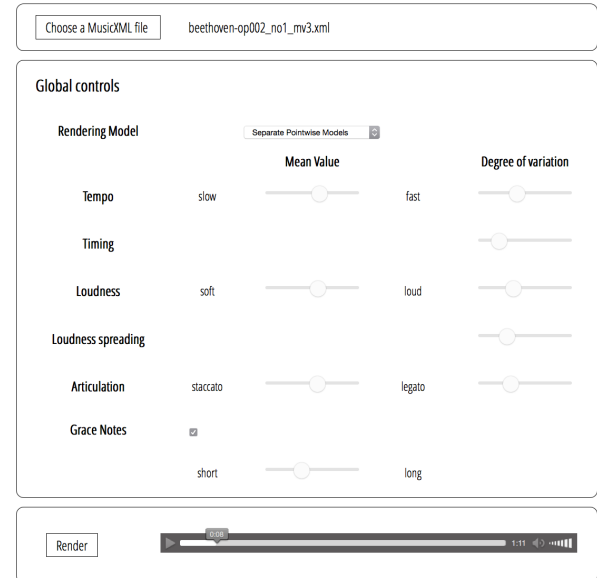 Choose a MusicXML file beethoven-op002_no1_mv3.xml
Global controls
Rendering Model Separate Pointwise Models
Mean Value Degree of variation
Tempo slow fast
Timing
Loudness soft loud
Loudness spreading
Articulation staccato legato
Grace Notes
short long
0:08
Render 1:11